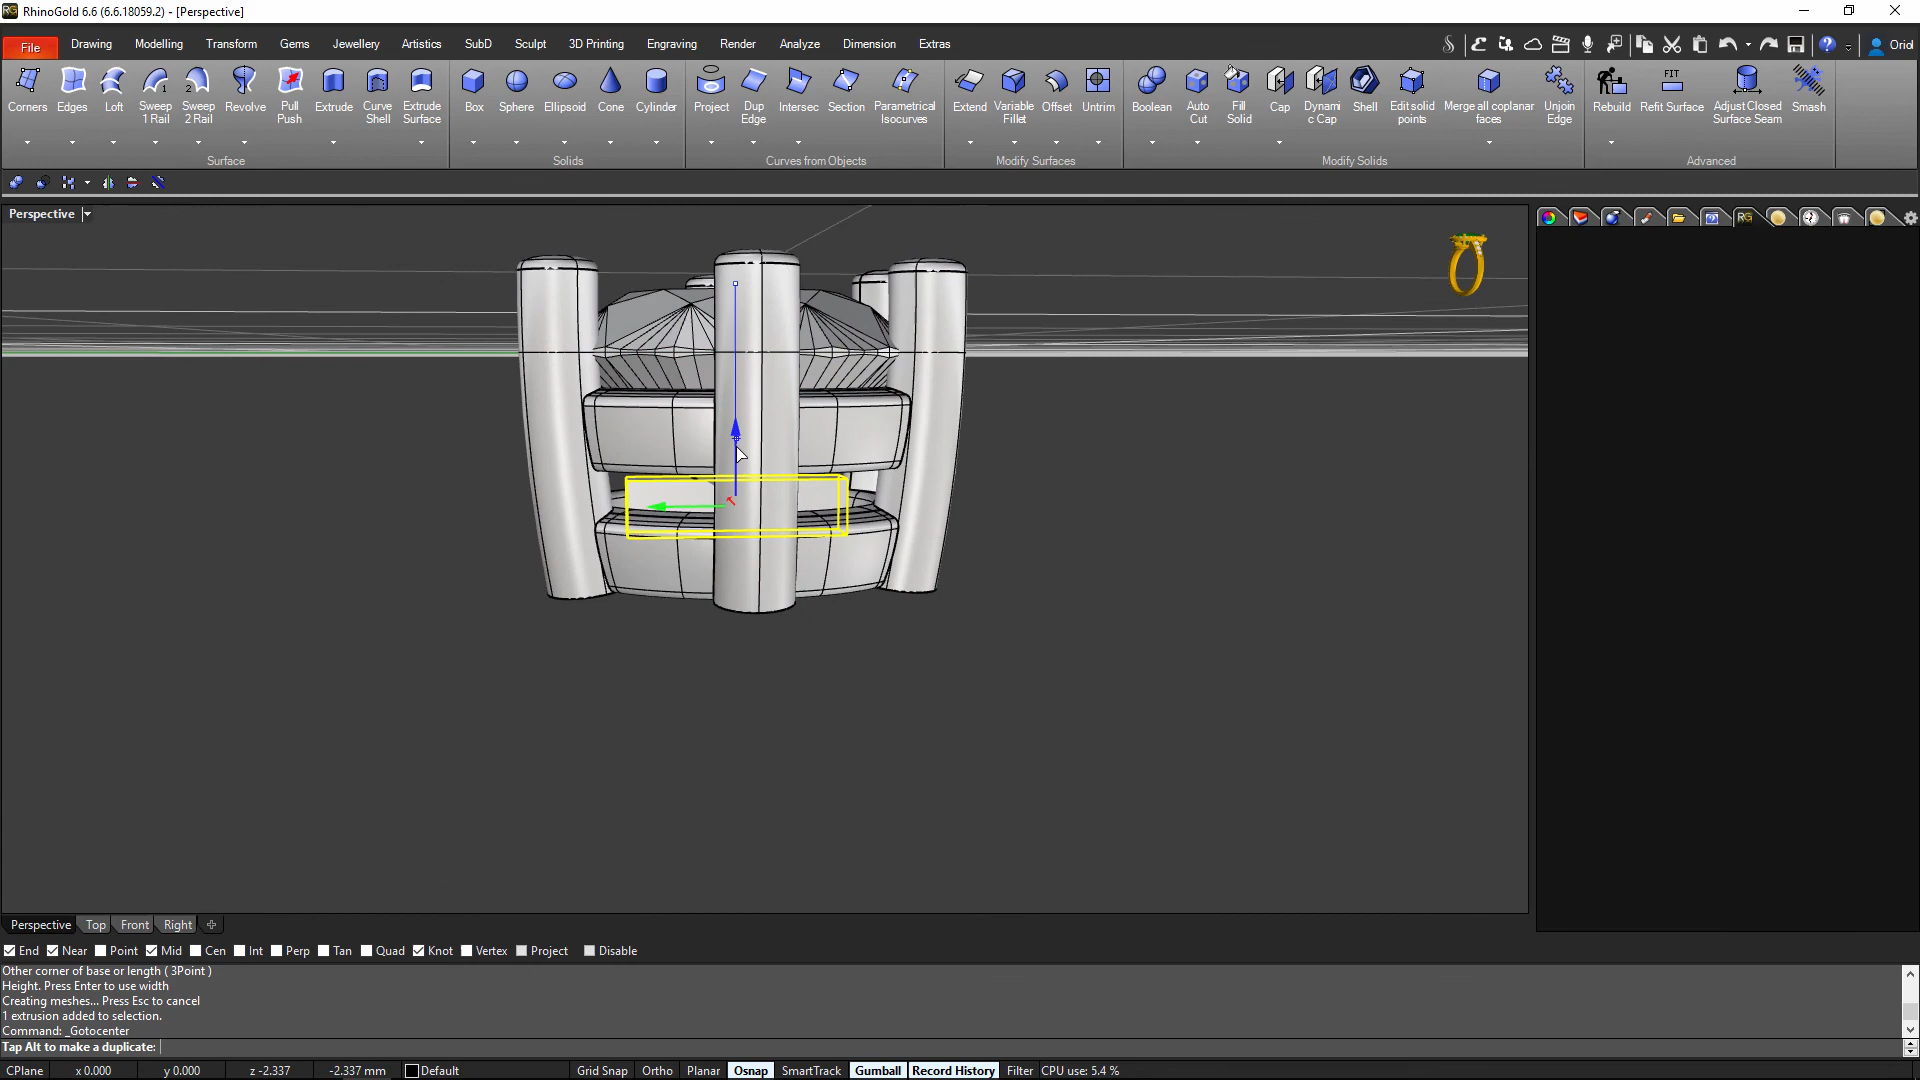 RhinoGold 6.6 (6.6.18059.2) - [Perspective]
File Drawing Modelling Transform Gems Jewellery Artistics SubD Sculpt 3D Printing Engraving Render Analyze Dimension Extras Oriol
Corners Edges Loft Sweep 1 Rail Sweep 2 Rail Revolve Pull Push Extrude Curve Shell Extrude Surface Box Sphere Ellipsoid Cone Cylinder Project Dup Edge Intersec Section Parametrical Isocurves Extend Variable Fillet Offset Untrim Boolean Auto Cut Fill Solid Cap Dynami c Cap Shell Edit solid points Merge all coplanar faces Unjoin Edge Rebuild FIT Refit Surface Adjust Closed Surface Seam Smash
Surface Solids Curves from Objects Modify Surfaces Modify Solids Advanced
Perspective
RG
Perspective Top Front Right
End Near Point Mid Cen Int Perp Tan Quad Knot Vertex Project Disable
Other corner of base or length ( 3Point )
Height. Press Enter to use width
Creating meshes... Press Esc to cancel
1 extrusion added to selection.
Command: _Gotocenter
Tap Alt to make a duplicate:
CPlane x 0.000 y 0.000 z -2.337 -2.337 mm Default Grid Snap Ortho Planar Osnap SmartTrack Gumball Record History Filter CPU use: 5.4 %